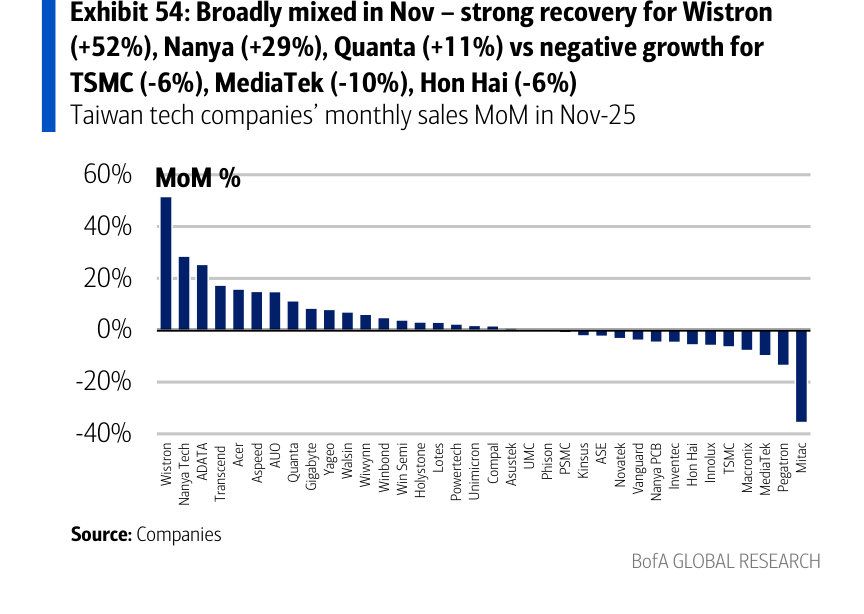 Exhibit 54: Broadly mixed in Nov – strong recovery for Wistron
(+52%), Nanya (+29%), Quanta (+11%) vs negative growth for
TSMC (-6%), MediaTek (-10%), Hon Hai (-6%)
Taiwan tech companies’ monthly sales MoM in Nov-25
MoM %
60%
40%
20%
0%
-20%
-40%
Wistron
Nanya Tech
ADATA
Transcend
Acer
Aspeed
AUO
Quanta
Gigabyte
Yageo
Walsin
Wiwynn
Winbond
Win Semi
Holystone
Lotes
Powertech
Unimicron
Compal
Asustek
UMC
Phison
PSMC
Kinsus
ASE
Novatek
Vanguard
Nanya PCB
Inventec
Hon Hai
Innolux
TSMC
Macronix
MediaTek
Pegatron
Mitac
Source: Companies
BofA GLOBAL RESEARCH